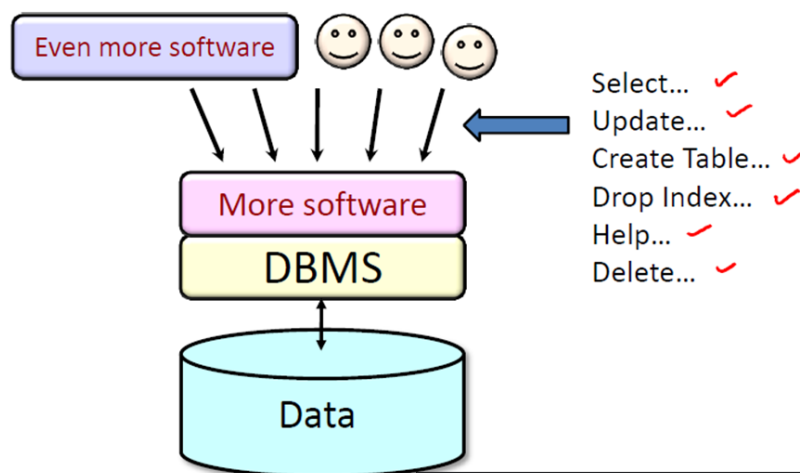 Even more software
Select...
Update...
Create Table...
Drop Index...
Help...
Delete...
More software
DBMS
Data